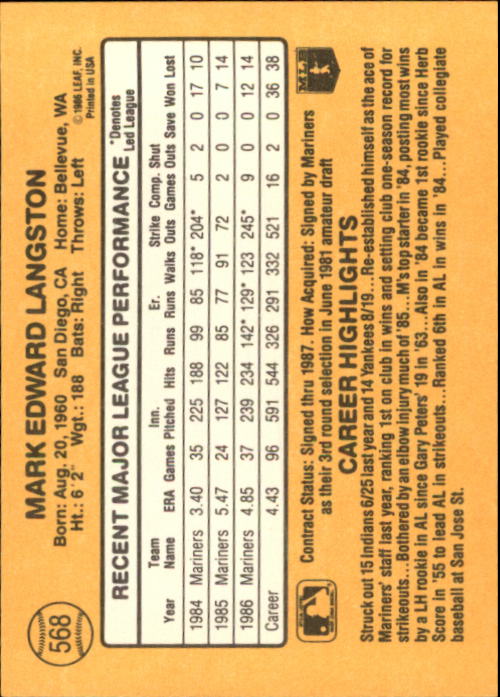 568
MARK EDWARD LANGSTON
Born: Aug. 20, 1960 San Diego, CA Home: Bellevue, WA
Ht.: 6' 2" Wgt.: 188 Bats: Right Throws: Left
© 1986 LEAF, INC.
Printed in USA
RECENT MAJOR LEAGUE PERFORMANCE *Denotes Led League
Year Team Name ERA Games Inn. Pitched Hits Runs Er. Runs Walks Strike Outs Comp. Games Shut Outs Save Won Lost
1984 Mariners 3.40 35 225 188 99 85 118* 204* 5 2 0 17 10
1985 Mariners 5.47 24 127 122 85 77 91 72 2 0 0 7 14
1986 Mariners 4.85 37 239 234 142* 129* 123 245* 9 0 0 12 14
Career 4.43 96 591 544 326 291 332 521 16 2 0 36 38
Contract Status: Signed thru 1987. How Acquired: Signed by Mariners
as their 3rd round selection in June 1981 amateur draft
MLB
CAREER HIGHLIGHTS
Struck out 15 Indians 6/25 last year and 14 Yankees 8/19... Re-established himself as the ace of
Mariners' staff last year, ranking 1st on club in wins and setting club one-season record for
strikeouts... Bothered by an elbow injury much of '85... M's top starter in '84, posting most wins
by a LH rookie in AL since Gary Peters' 19 in '63... Also in '84 became 1st rookie since Herb
Score in '55 to lead AL in strikeouts... Ranked 6th in AL in wins in '84... Played collegiate
baseball at San Jose St.